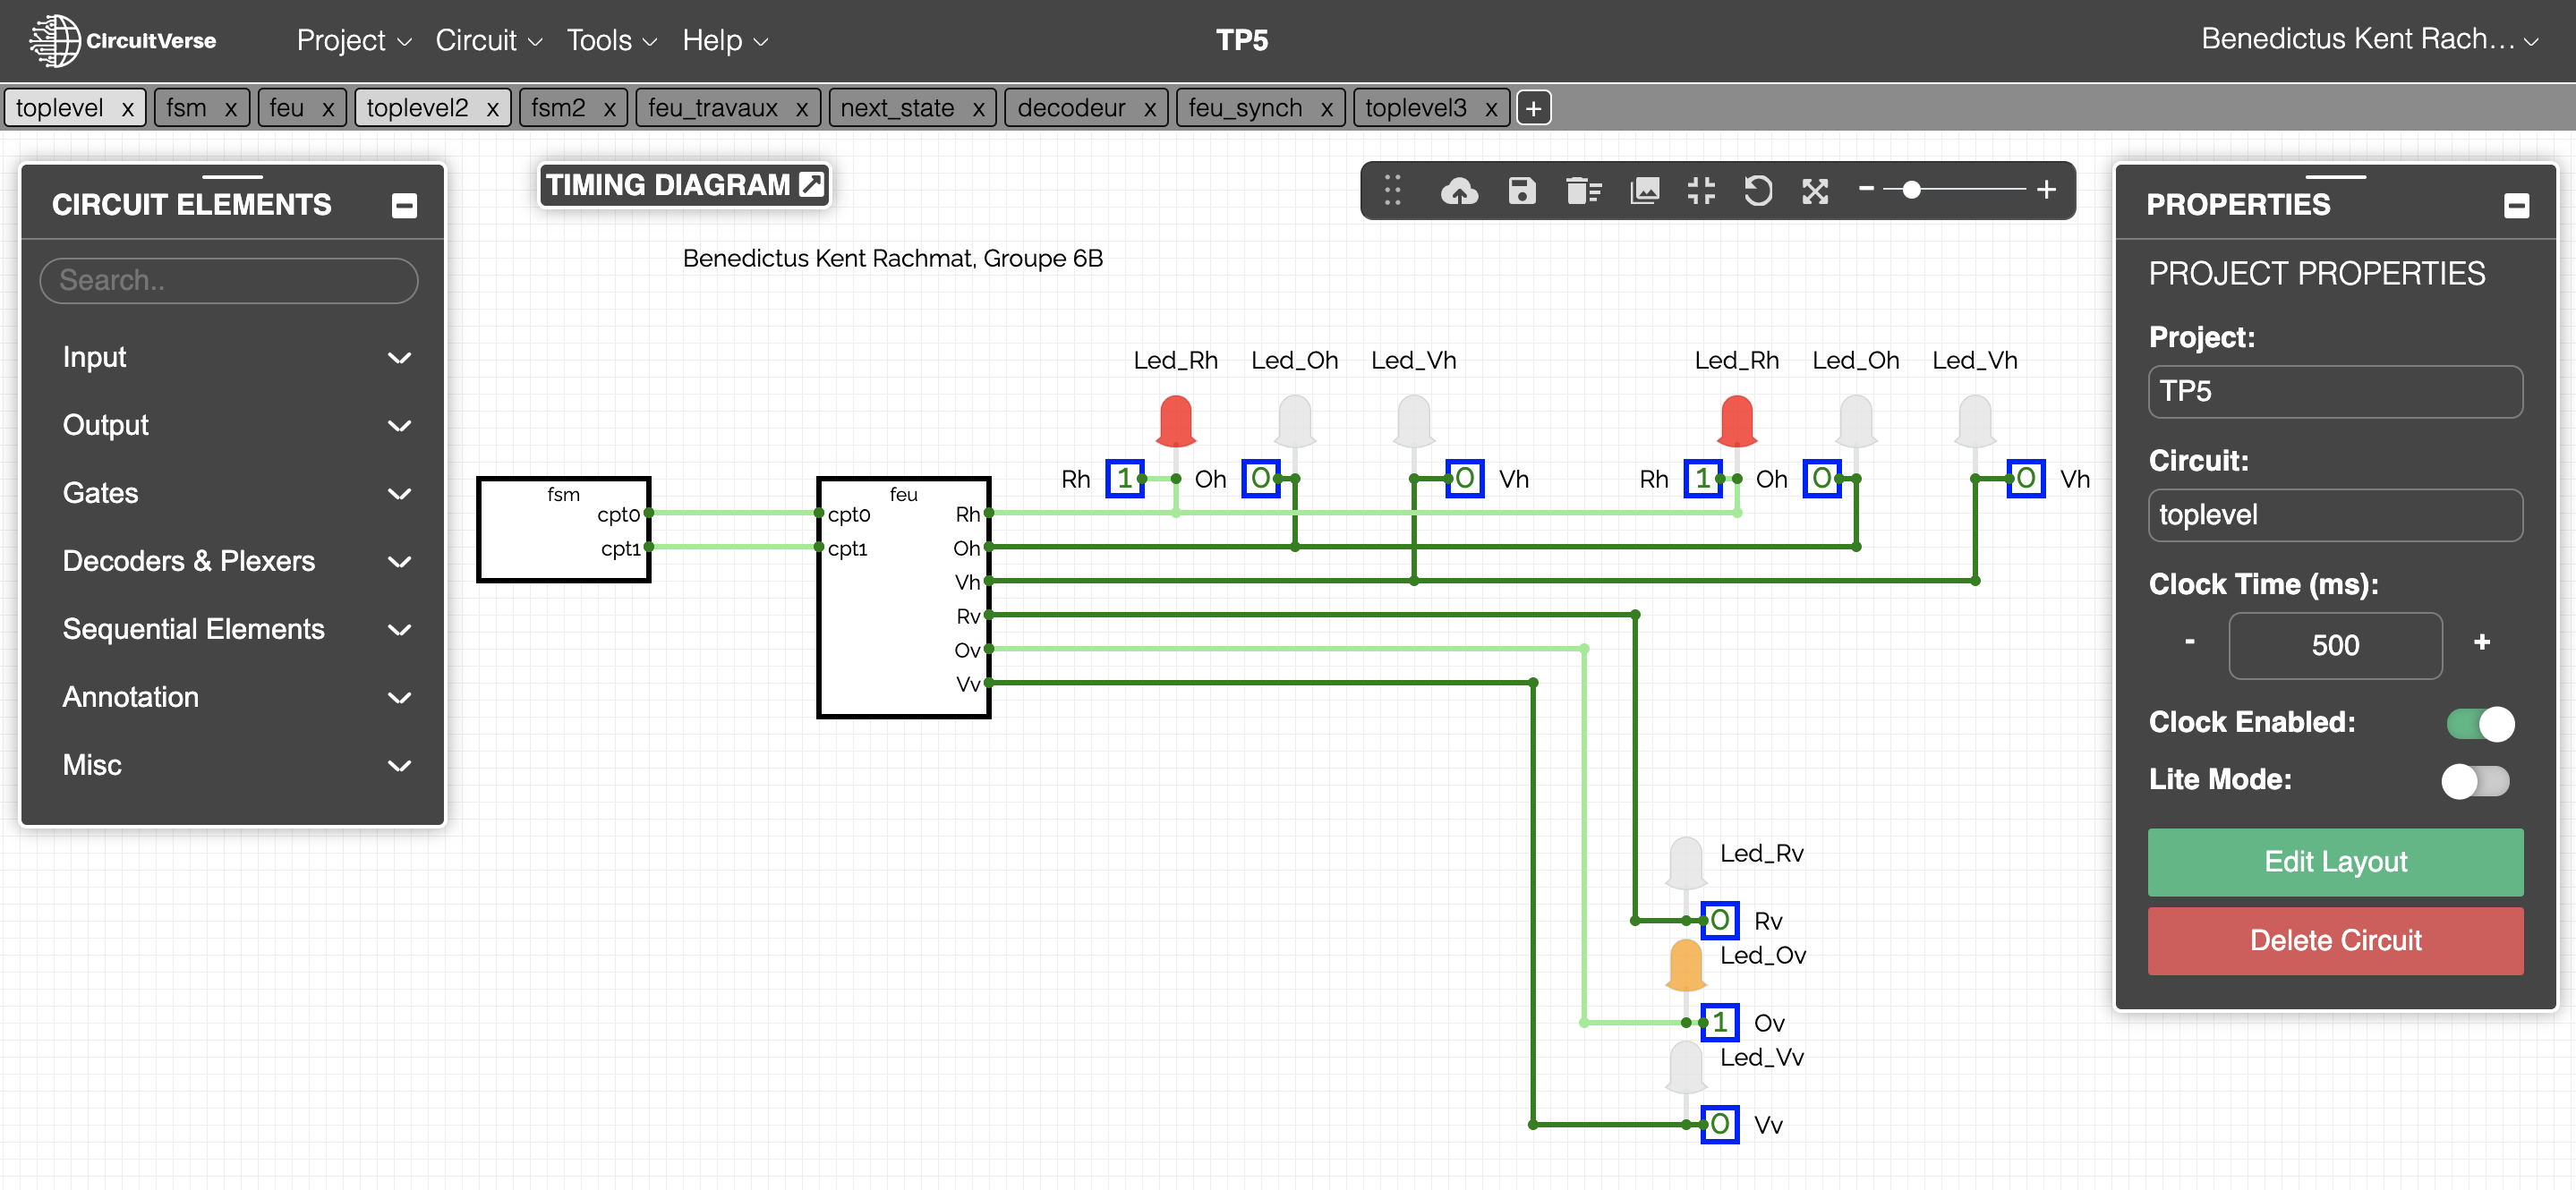 CircuitVerse Project Circuit Tools Help TP5 Benedictus Kent Rach...
toplevel x fsm x feu x toplevel2 x fsm2 x feu_travaux x next_state x decodeur x feu_synch x toplevel3 x +
CIRCUIT ELEMENTS
Search..
Input
Output
Gates
Decoders & Plexers
Sequential Elements
Annotation
Misc
TIMING DIAGRAM
- +
Benedictus Kent Rachmat, Groupe 6B
Led_Rh Led_Oh Led_Vh Led_Rh Led_Oh Led_Vh
Rh 1 Oh 0 0 Vh Rh 1 Oh 0 0 Vh
fsm
cpt0
cpt1
feu
cpt0 Rh
cpt1 Oh
Vh
Rv
Ov
Vv
Led_Rv
0 Rv
Led_Ov
1 Ov
Led_Vv
0 Vv
PROPERTIES
PROJECT PROPERTIES
Project:
TP5
Circuit:
toplevel
Clock Time (ms):
- 500 +
Clock Enabled:
Lite Mode:
Edit Layout
Delete Circuit